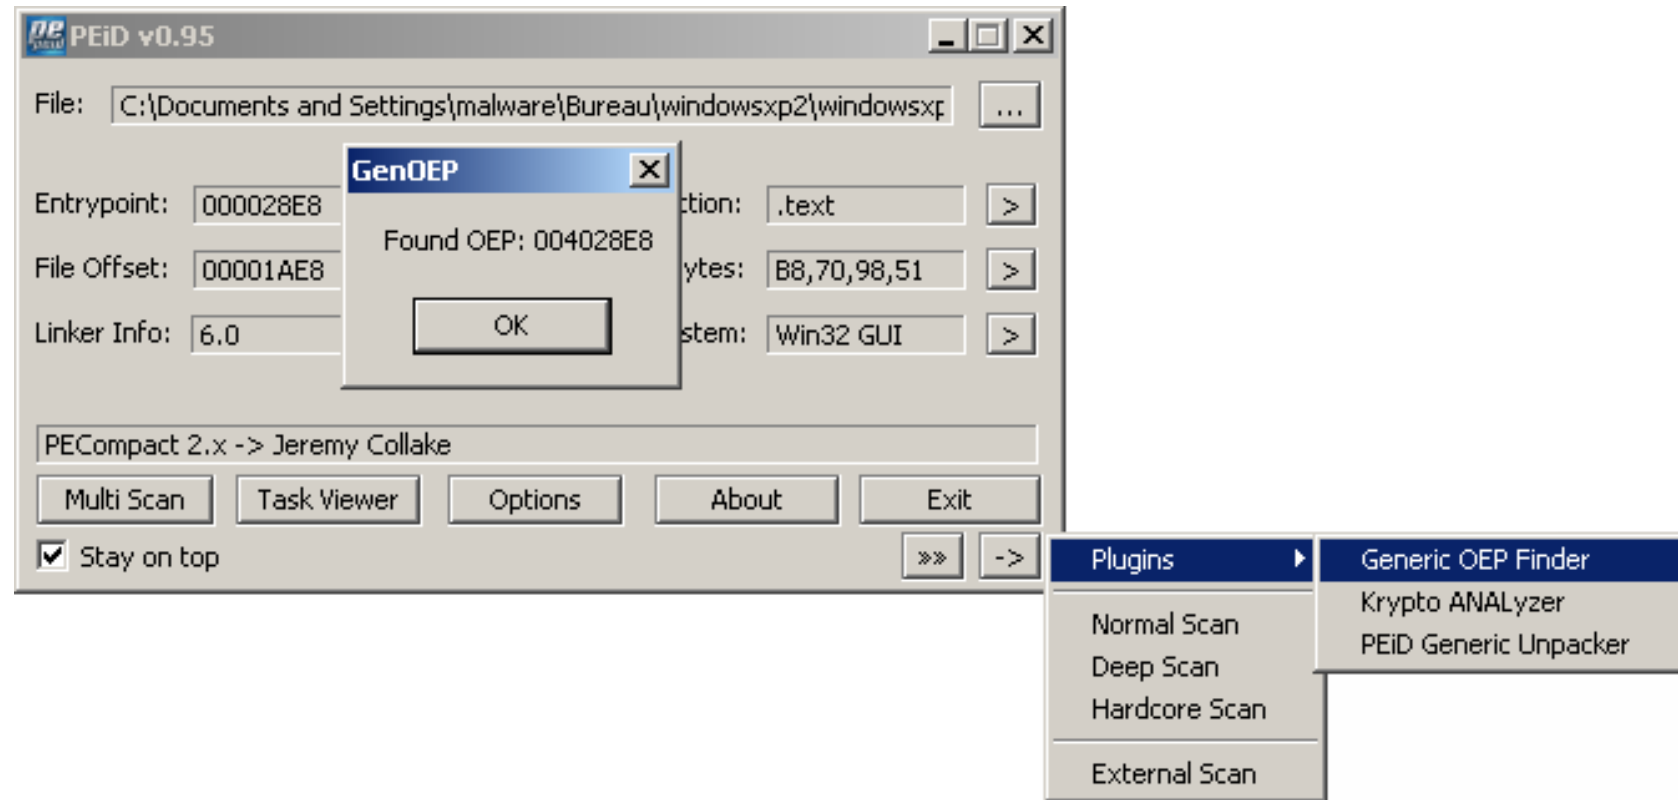 PEiD v0.95
File: C:\Documents and Settings\malware\Bureau\windowsxp2\windowsxp ...
GenOEP
Entrypoint: 000028E8 ction: .text >
Found OEP: 004028E8
File Offset: 00001AE8 ytes: B8,70,98,51 >
Linker Info: 6.0 OK stem: Win32 GUI >
PECompact 2.x -> Jeremy Collake
Multi Scan Task Viewer Options About Exit
Stay on top »» ->
Plugins Generic OEP Finder
Krypto ANALyzer
Normal Scan
PEiD Generic Unpacker
Deep Scan
Hardcore Scan
External Scan